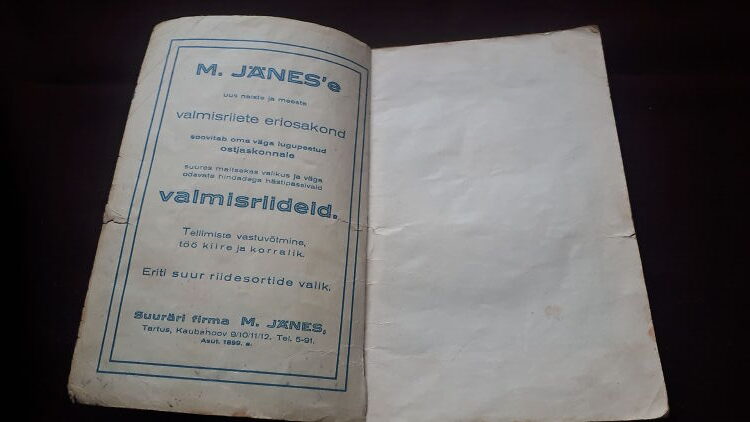 M. JÄNES'e
uus naiste ja meeste
valmisriiete eriosakond
soovitab oma väga lugupeetud
ostjaskonnale
suures maitsekas valikus ja väga
odavate hindadega hästipassivaid
valmisriideid.
Tellimiste vastuvõtmine,
töö kiire ja korralik.
Eriti suur riidesortide valik.
Suuräri firma M. JÄNES,
Tartus, Kaubahoov 9/10/11/12. Tel. 5-91.
Asut. 1899. a.